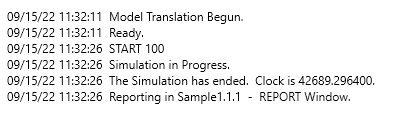 09/15/22 11:32:11 Model Translation Begun.
09/15/22 11:32:11 Ready.
09/15/22 11:32:26 START 100
09/15/22 11:32:26 Simulation in Progress.
09/15/22 11:32:26 The Simulation has ended. Clock is 42689.296400.
09/15/22 11:32:26 Reporting in Sample1.1.1 - REPORT Window.